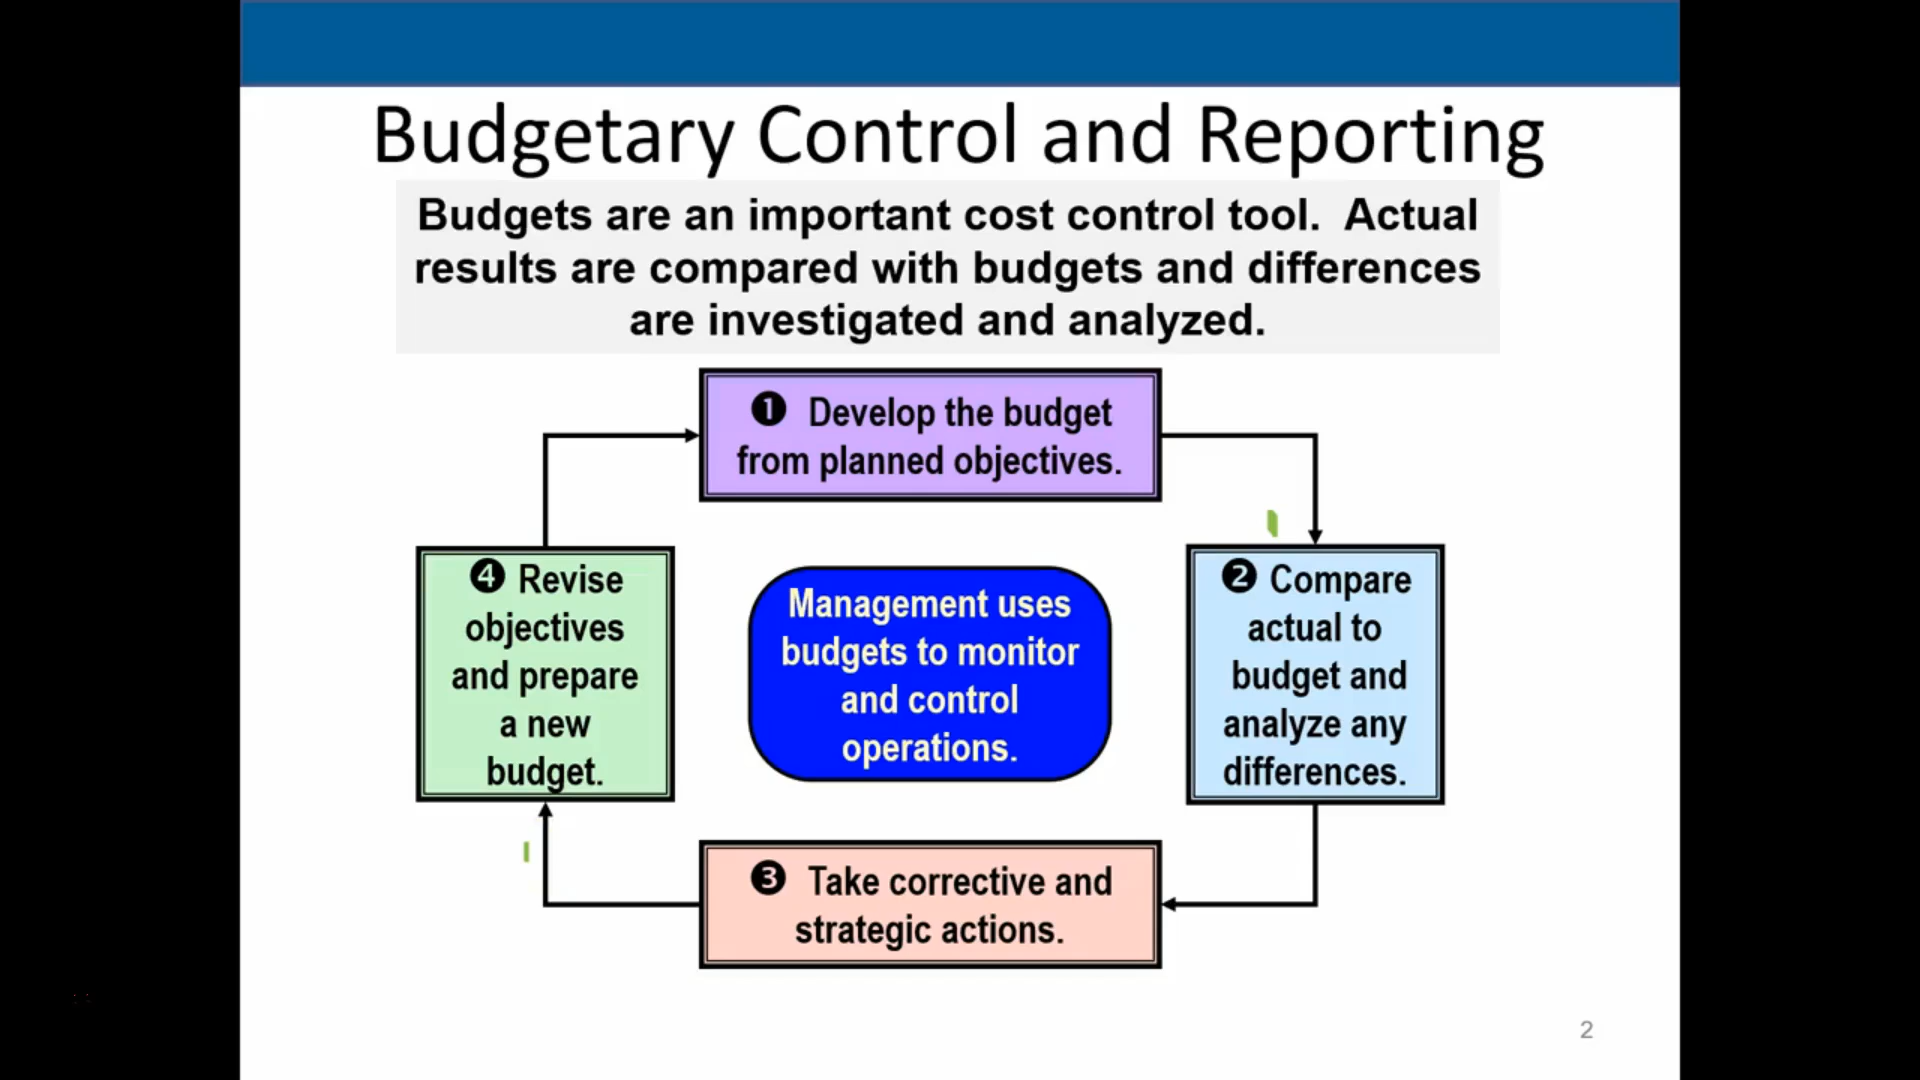 Budgetary Control and Reporting
Budgets are an important cost control tool. Actual
results are compared with budgets and differences
are investigated and analyzed.
❶ Develop the budget
from planned objectives.
❷ Compare
actual to
budget and
analyze any
differences.
❸ Take corrective and
strategic actions.
❹ Revise
objectives
and prepare
a new
budget.
Management uses
budgets to monitor
and control
operations.
2